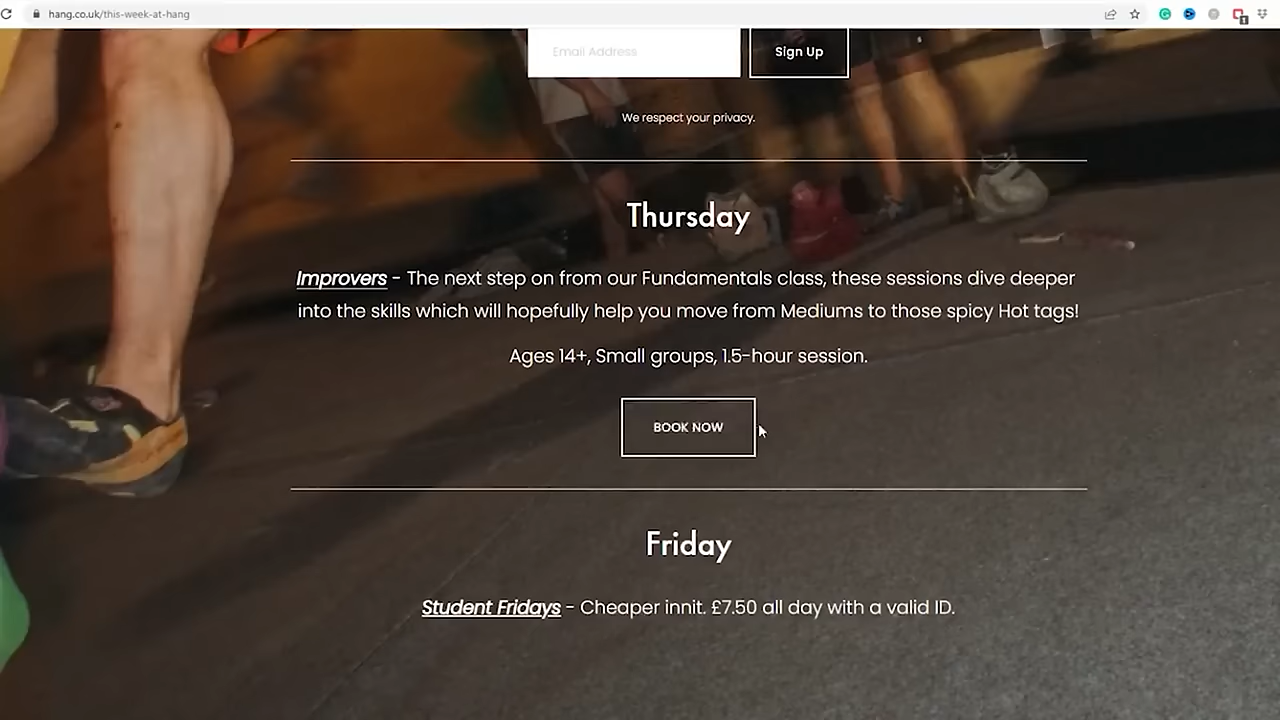 hang.co.uk/this-week-at-hang
Email Address
Sign Up
We respect your privacy.
Thursday
Improvers - The next step on from our Fundamentals class, these sessions dive deeper
into the skills which will hopefully help you move from Mediums to those spicy Hot tags!
Ages 14+, Small groups, 1.5-hour session.
BOOK NOW
Friday
Student Fridays - Cheaper innit. £7.50 all day with a valid ID.